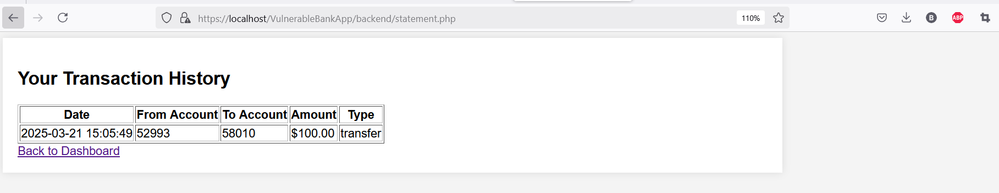 https://localhost/VulnerableBankApp/backend/statement.php 110% B ABP
Your Transaction History
Date From Account To Account Amount Type
2025-03-21 15:05:49 52993 58010 $100.00 transfer
Back to Dashboard